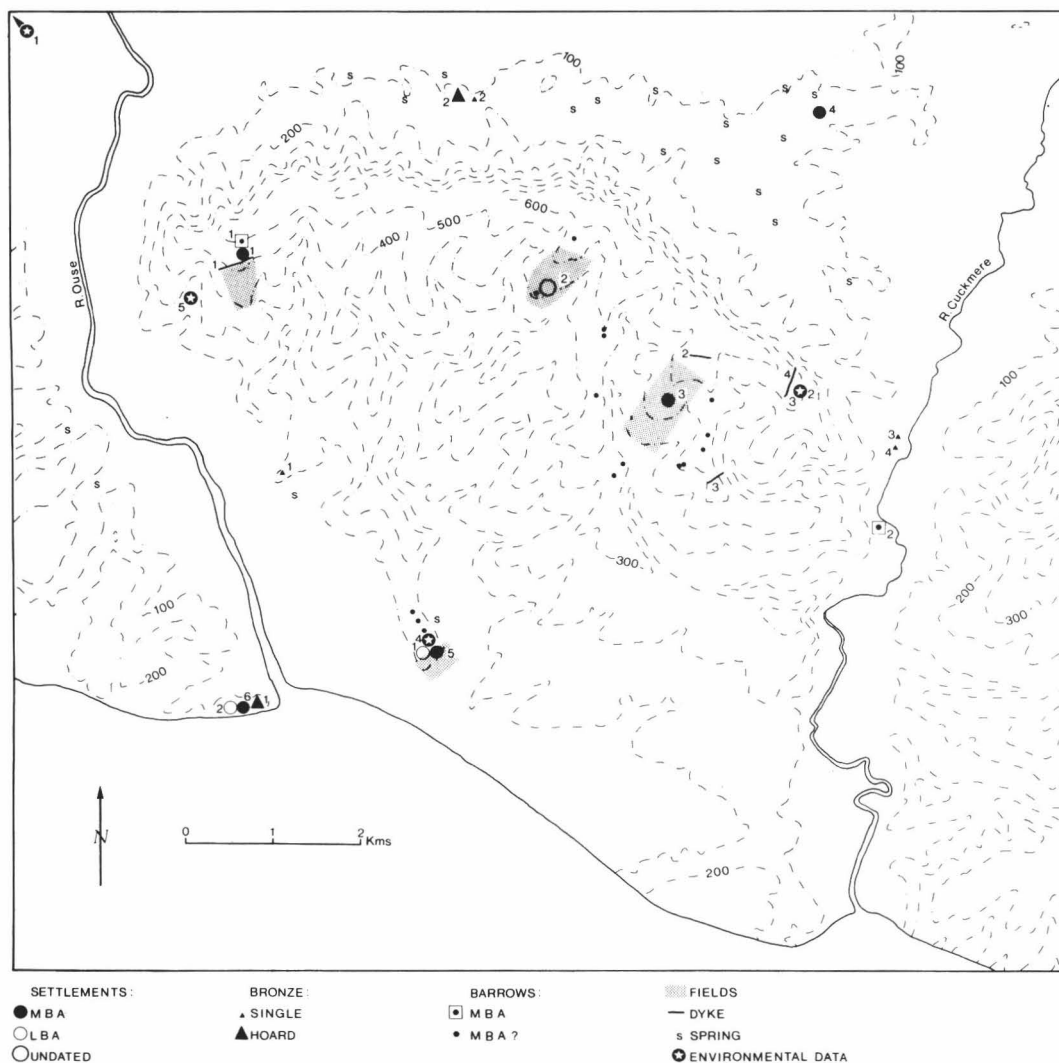 1
100
100
s
s
s
s
s
2
2
s
s
s
s
4
s
s
200
s
s
s
s
600
500
400
1
1
1
2
5
s
R Ouse
R Cuckmere
2
4
3
3
2
100
s
1
s
s
3
4
3
2
300
200
300
100
s
4
1
5
200
2
6
1
200
N
0 1 2 Kms
SETTLEMENTS: BRONZE: BARROWS: FIELDS
MBA SINGLE MBA DYKE
LBA HOARD MBA ? s SPRING
UNDATED ENVIRONMENTAL DATA